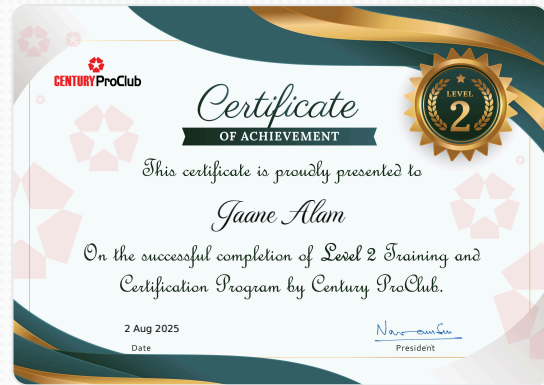 CENTURY ProClub
LEVEL
2
Certificate
OF ACHIEVEMENT
This certificate is proudly presented to
Jaane Alam
On the successful completion of Level 2 Training and
Certification Program by Century ProClub.
2 Aug 2025
Date
President